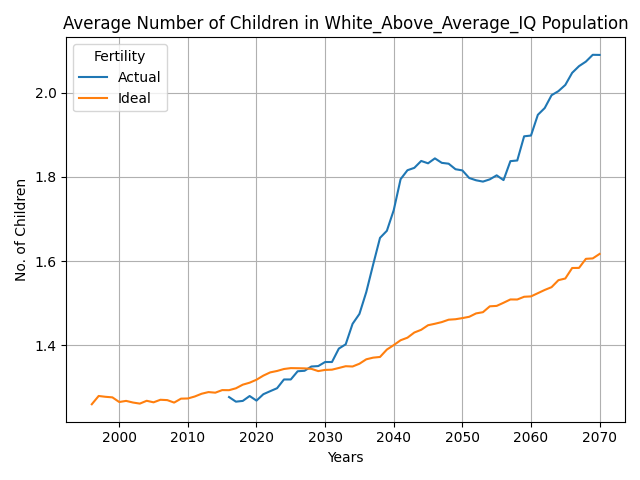 Average Number of Children in White_Above_Average_IQ Population
Fertility
Actual
Ideal
No. of Children
2.0
1.8
1.6
1.4
2000 2010 2020 2030 2040 2050 2060 2070
Years